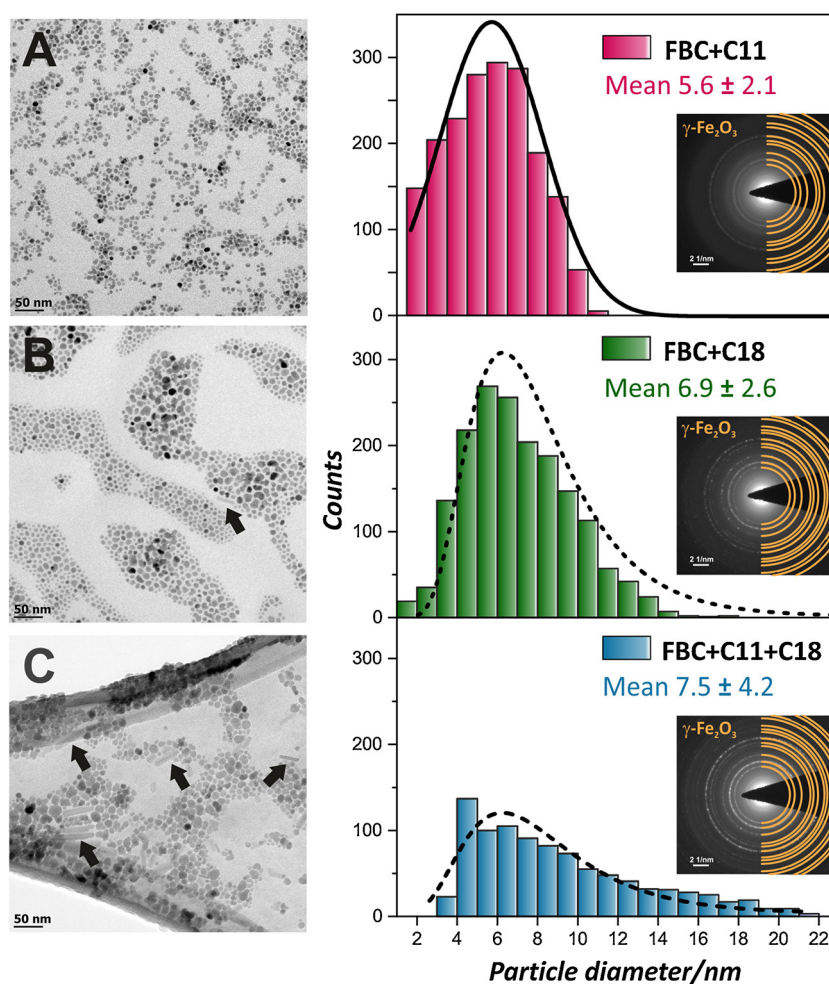 A
50 nm
B
50 nm
C
50 nm
Counts
300
200
100
0
FBC+C11
Mean 5.6 ± 2.1
γ-Fe₂O₃
2 1/nm
300
200
100
0
FBC+C18
Mean 6.9 ± 2.6
γ-Fe₂O₃
2 1/nm
300
200
100
0
FBC+C11+C18
Mean 7.5 ± 4.2
γ-Fe₂O₃
2 1/nm
2 4 6 8 10 12 14 16 18 20 22
Particle diameter/nm